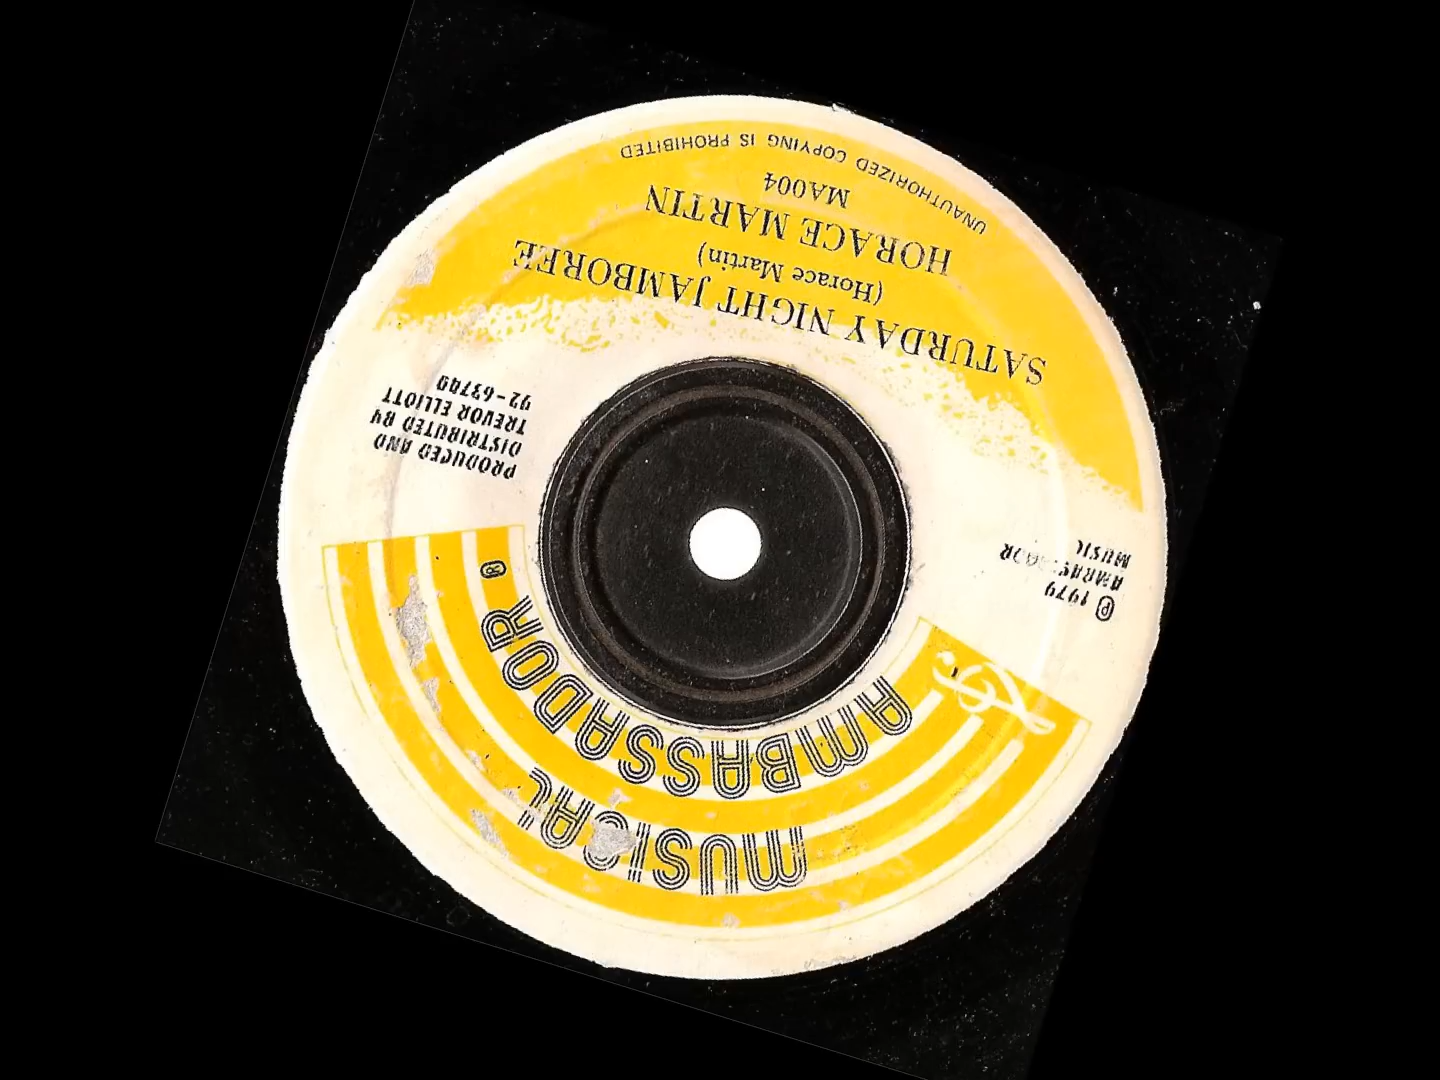 MUSICAL
AMBASSADOR ®
℗ 1979
MUSIC
PRODUCED AND
DISTRIBUTED BY
TREVOR ELLIOTT
92-63700
SATURDAY NIGHT JAMBOREE
(Horace Martin)
HORACE MARTIN
MA004
UNAUTHORIZED COPYING IS PROHIBITED